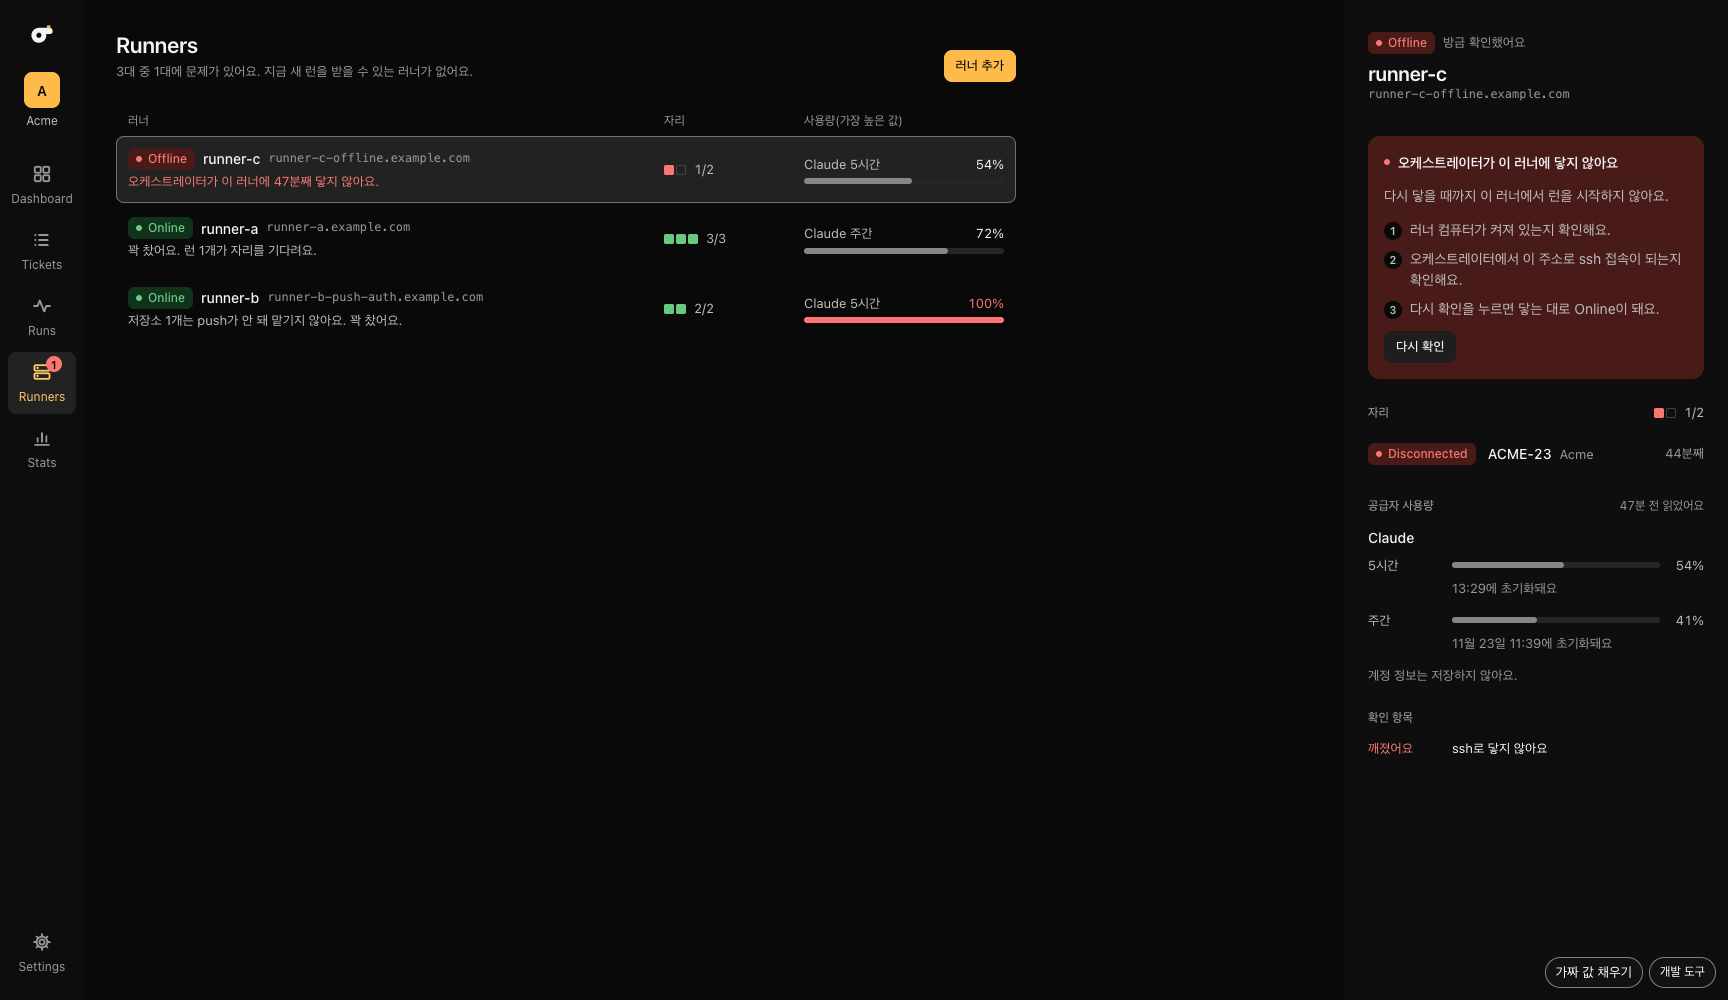 A
Acme
Dashboard
Tickets
Runs
1
Runners
Stats
Settings
Runners
3대 중 1대에 문제가 있어요. 지금 새 런을 받을 수 있는 러너가 없어요.
러너 추가
러너
자리
사용량(가장 높은 값)
Offline runner-c runner-c-offline.example.com
오케스트레이터가 이 러너에 47분째 닿지 않아요.
1/2
Claude 5시간 54%
Online runner-a runner-a.example.com
꽉 찼어요. 런 1개가 자리를 기다려요.
3/3
Claude 주간 72%
Online runner-b runner-b-push-auth.example.com
저장소 1개는 push가 안 돼 맡기지 않아요. 꽉 찼어요.
2/2
Claude 5시간 100%
Offline 방금 확인했어요
runner-c
runner-c-offline.example.com
오케스트레이터가 이 러너에 닿지 않아요
다시 닿을 때까지 이 러너에서 런을 시작하지 않아요.
1 러너 컴퓨터가 켜져 있는지 확인해요.
2 오케스트레이터에서 이 주소로 ssh 접속이 되는지
확인해요.
3 다시 확인을 누르면 닿는 대로 Online이 돼요.
다시 확인
자리 1/2
Disconnected ACME-23 Acme 44분째
공급자 사용량 47분 전 읽었어요
Claude
5시간 54%
13:29에 초기화돼요
주간 41%
11월 23일 11:39에 초기화돼요
계정 정보는 저장하지 않아요.
확인 항목
깨졌어요 ssh로 닿지 않아요
가짜 값 채우기
개발 도구